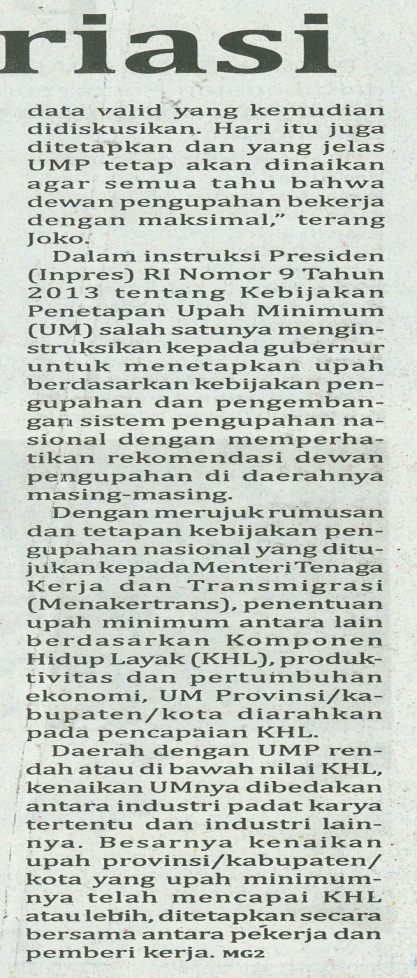 riasi
data valid yang kemudian
didiskusikan. Hari itu juga
ditetapkan dan yang jelas
UMP tetap akan dinaikan
agar semua tahu bahwa
dewan pengupahan bekerja
dengan maksimal,” terang
Joko.
Dalam instruksi Presiden
(Inpres) RI Nomor 9 Tahun
2013 tentang Kebijakan
Penetapan Upah Minimum
(UM) salah satunya mengin-
struksikan kepada gubernur
untuk menetapkan upah
berdasarkan kebijakan pen-
gupahan dan pengemban-
gan sistem pengupahan na-
sional dengan memperha-
tikan rekomendasi dewan
pengupahan di daerahnya
masing-masing.
Dengan merujuk rumusan
dan tetapan kebijakan pen-
gupahan nasional yang ditu-
jukan kepada Menteri Tenaga
Kerja dan Transmigrasi
(Menakertrans), penentuan
upah minimum antara lain
berdasarkan Komponen
Hidup Layak (KHL), produk-
tivitas dan pertumbuhan
ekonomi, UM Provinsi/ka-
bupaten/kota diarahkan
pada pencapaian KHL.
Daerah dengan UMP ren-
dah atau di bawah nilai KHL,
kenaikan UMnya dibedakan
antara industri padat karya
tertentu dan industri lain-
nya. Besarnya kenaikan
upah provinsi/kabupaten/
kota yang upah minimum-
nya telah mencapai KHL
atau lebih, ditetapkan secara
bersama antara pekerja dan
pemberi kerja. MG2